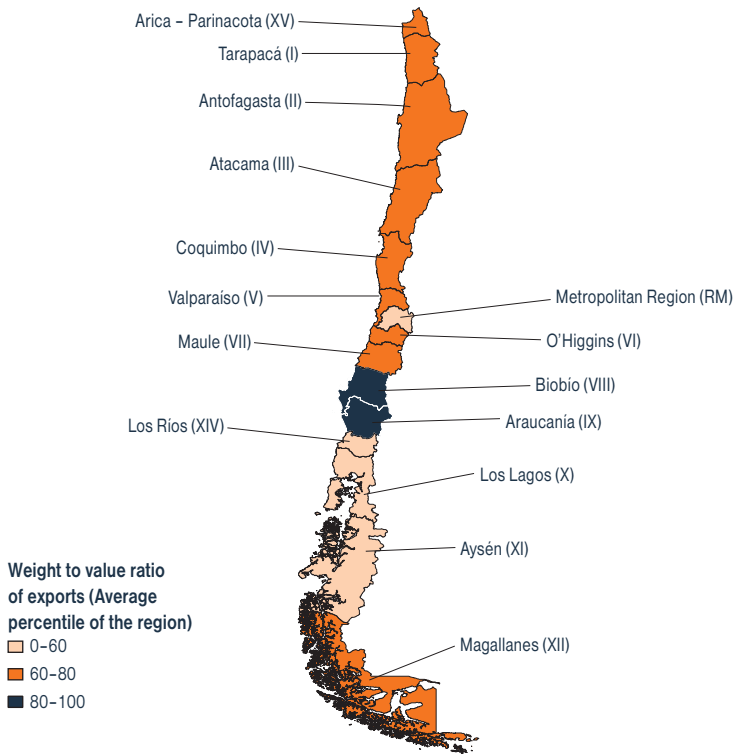 Arica – Parinacota (XV)
Tarapacá (I)
Antofagasta (II)
Atacama (III)
Coquimbo (IV)
Valparaíso (V)
Metropolitan Region (RM)
O’Higgins (VI)
Maule (VII)
Biobío (VIII)
Araucanía (IX)
Los Ríos (XIV)
Los Lagos (X)
Aysén (XI)
Magallanes (XII)
Weight to value ratio
of exports (Average
percentile of the region)
0–60
60–80
80–100